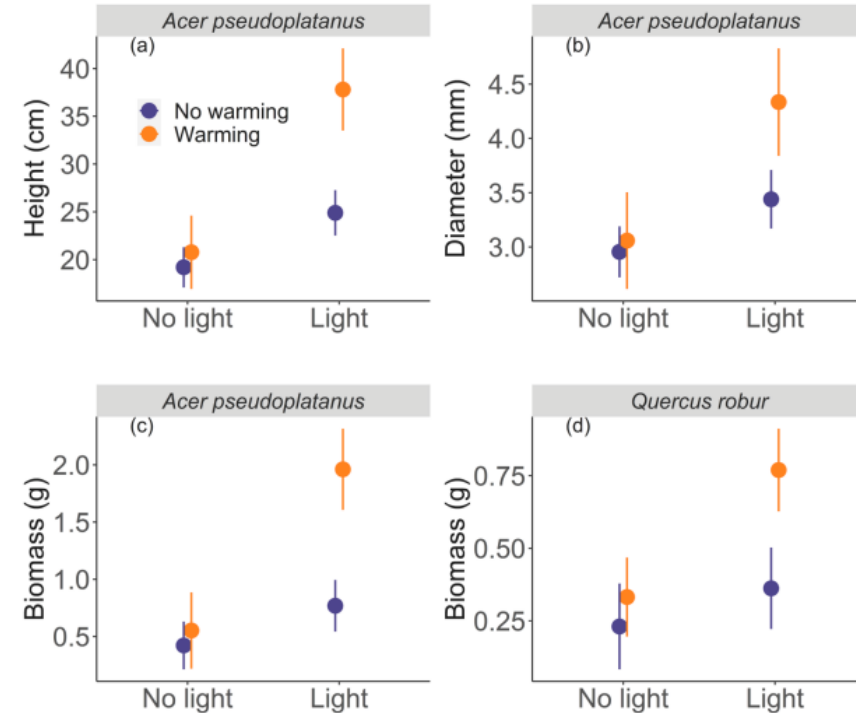 Acer pseudoplatanus
(a)
Height (cm)
40
35
30
25
20
No warming
Warming
No light
Light
Acer pseudoplatanus
(b)
Diameter (mm)
4.5
4.0
3.5
3.0
No light
Light
Acer pseudoplatanus
(c)
Biomass (g)
2.0
1.5
1.0
0.5
No light
Light
Quercus robur
(d)
Biomass (g)
0.75
0.50
0.25
No light
Light